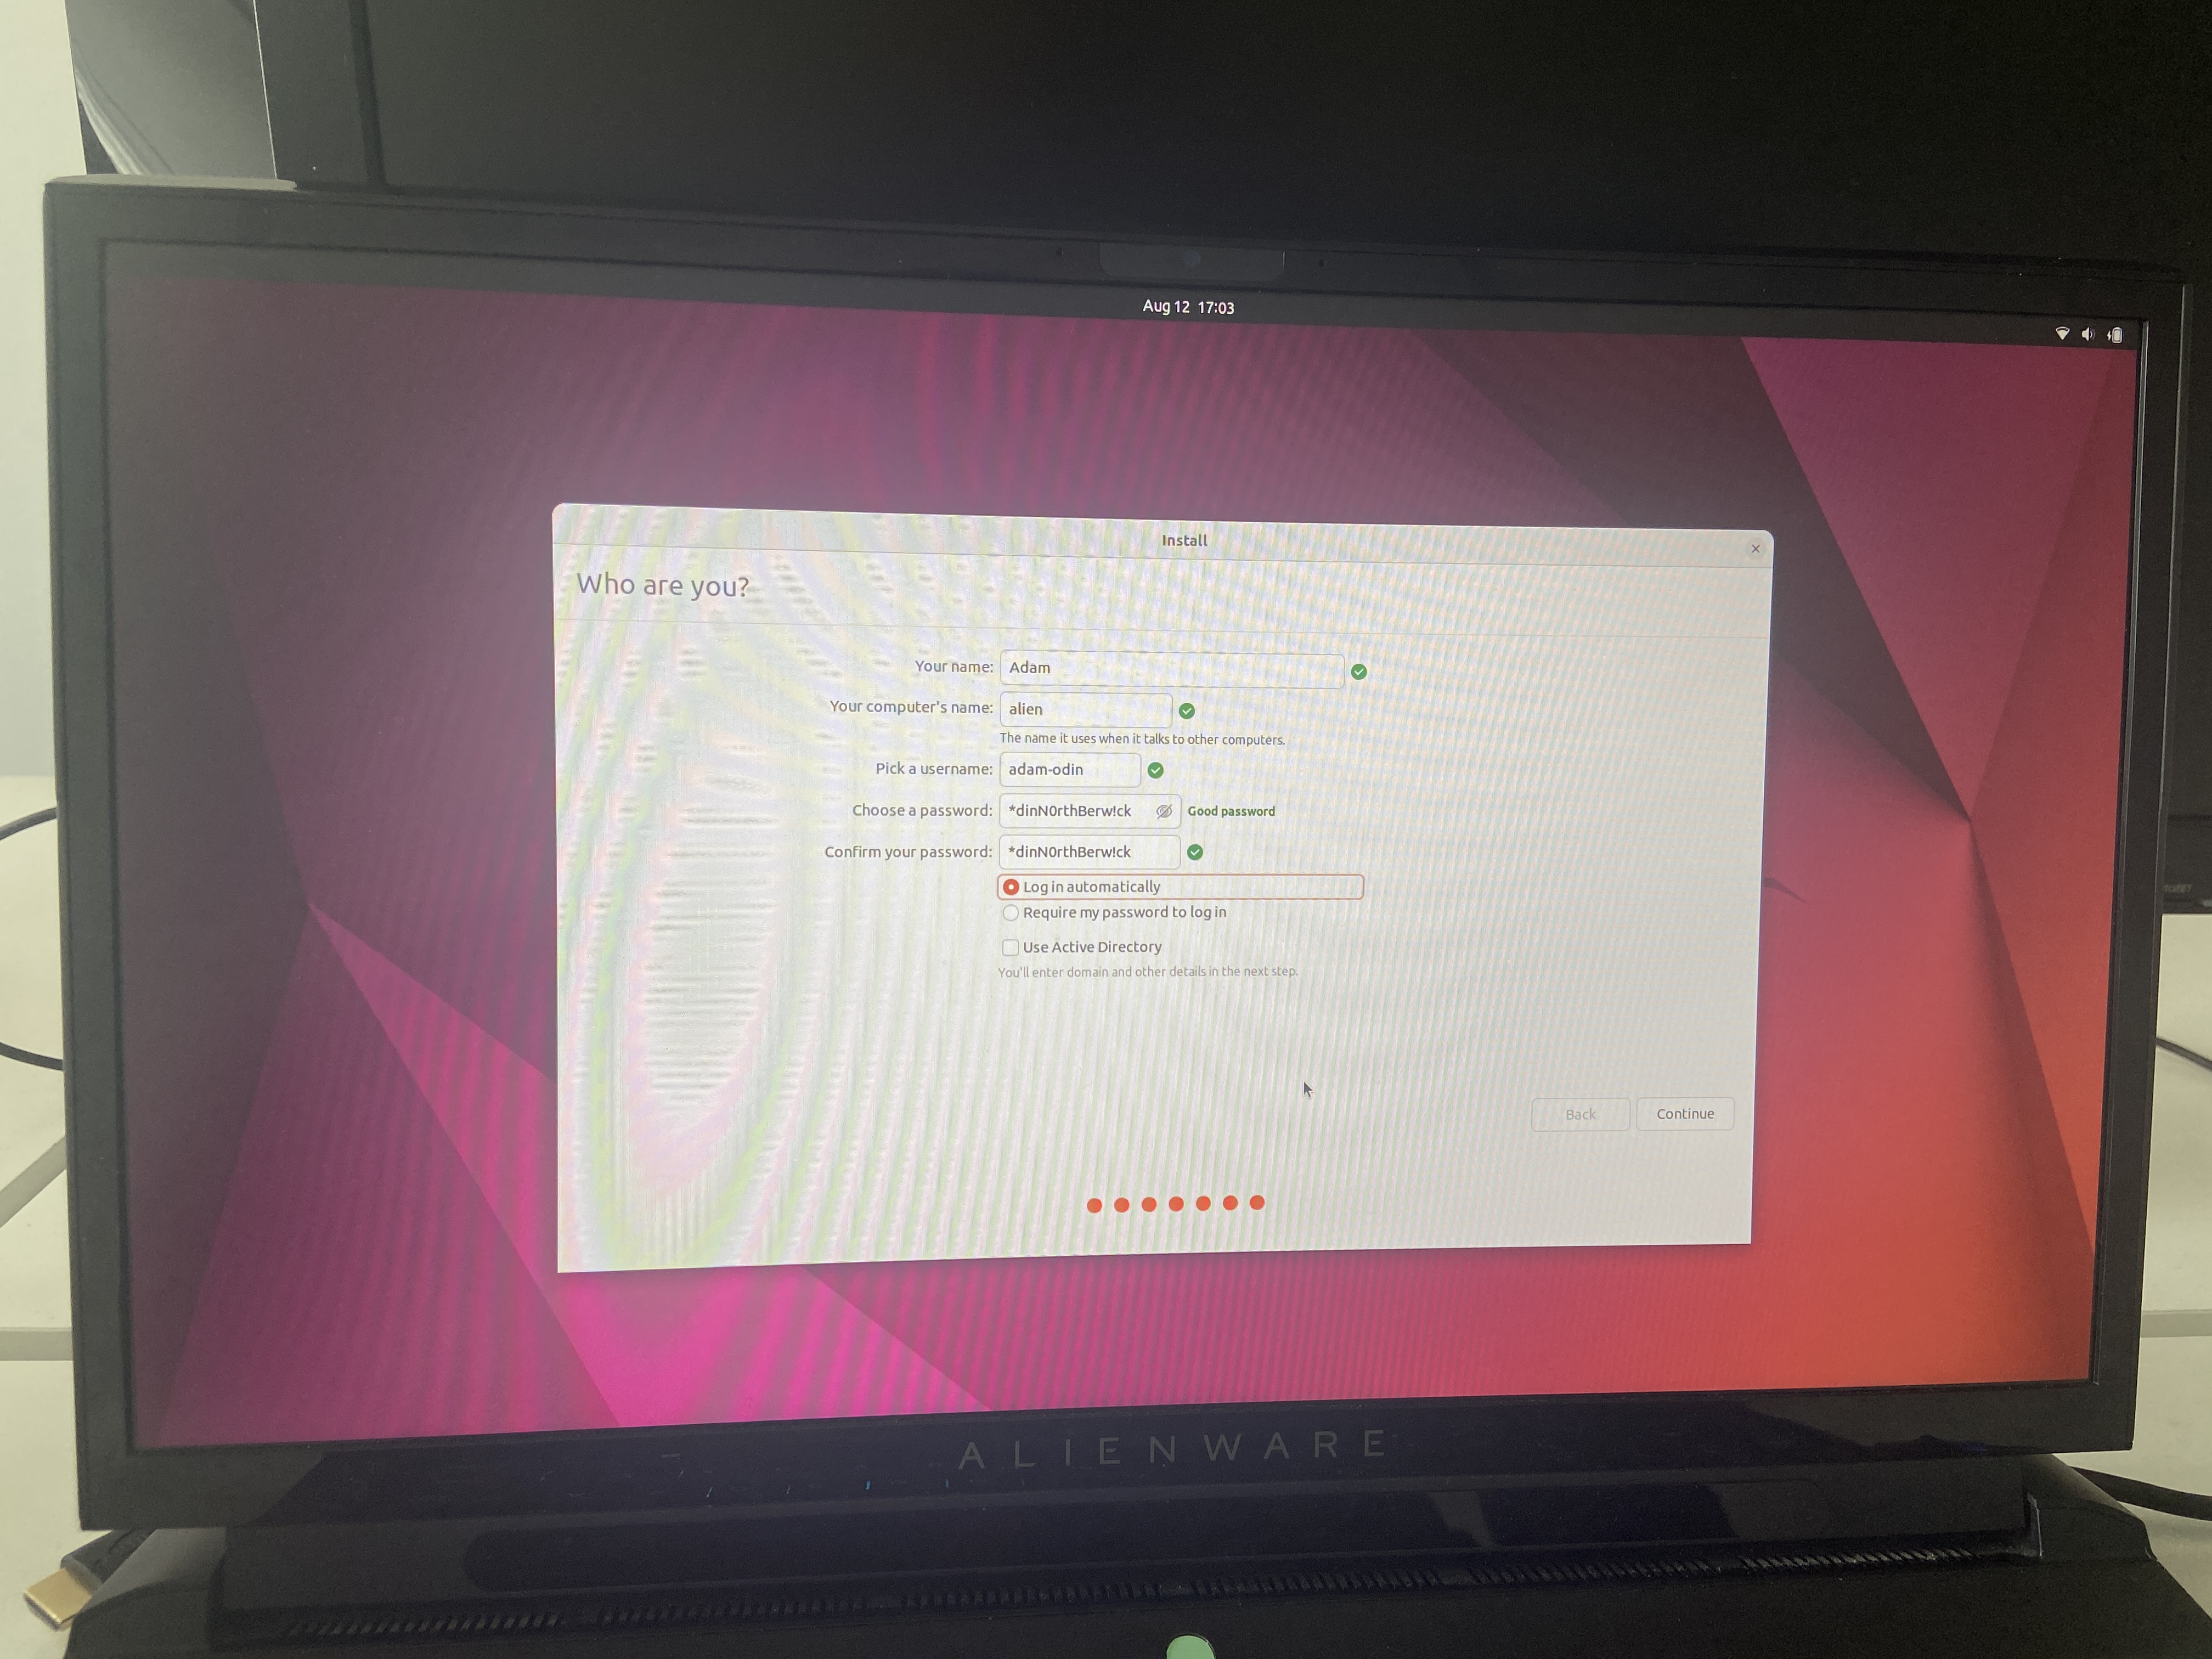 Aug 12 17:03
Install
Who are you?
Your name: Adam
Your computer's name: alien
The name it uses when it talks to other computers.
Pick a username: adam-odin
Choose a password: *dinN0rthBerw!ck Good password
Confirm your password: *dinN0rthBerw!ck
Log in automatically
Require my password to log in
Use Active Directory
You'll enter domain and other details in the next step.
Back Continue
ALIENWARE